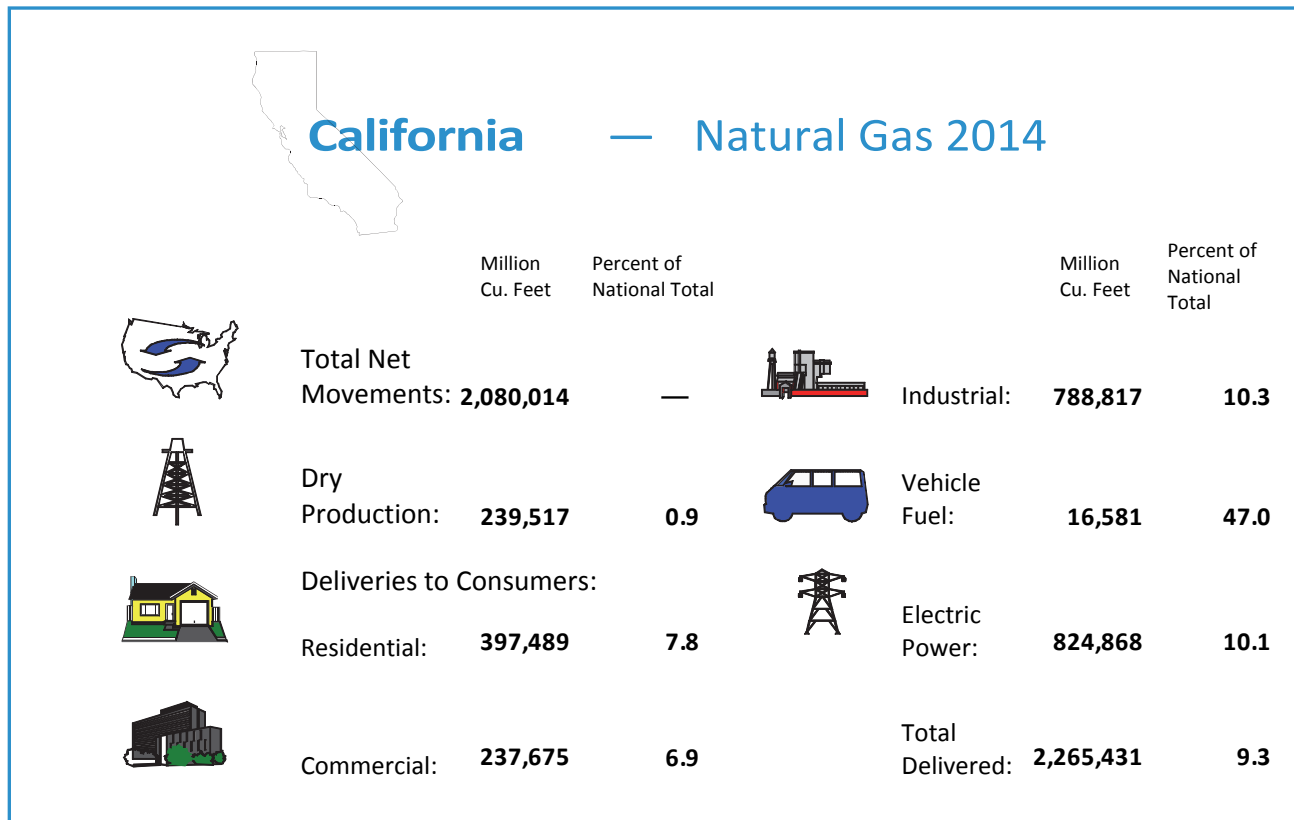 California — Natural Gas 2014
Million
Cu. Feet
Percent of
National Total
Million
Cu. Feet
Percent of
National
Total
Total Net
Movements: 2,080,014 —
Industrial: 788,817 10.3
Dry
Production: 239,517 0.9
Vehicle
Fuel: 16,581 47.0
Deliveries to Consumers:
Residential: 397,489 7.8
Electric
Power: 824,868 10.1
Commercial: 237,675 6.9
Total
Delivered: 2,265,431 9.3